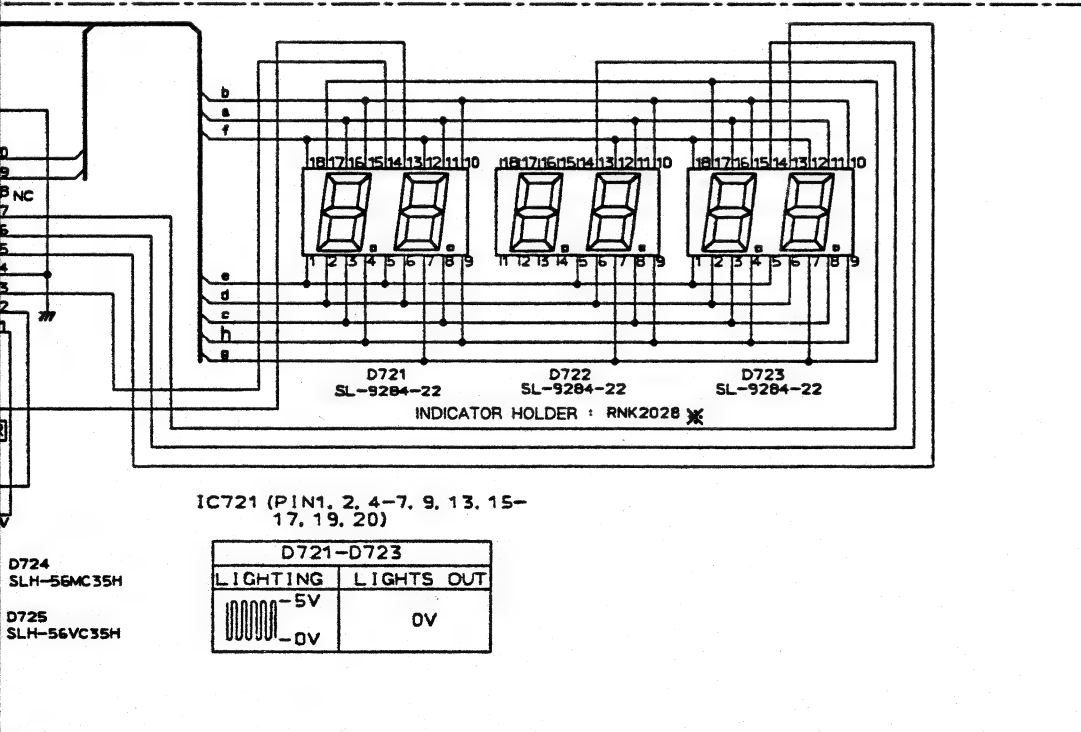 b
a
f
18 17 16 15 14 13 12 11 10
18 17 16 15 14 13 12 11 10
18 17 16 15 14 13 12 11 10
9
8 NC
7
6
5
4
3
2
1 2 3 4 5 6 7 8 9
1 2 3 4 5 6 7 8 9
1 2 3 4 5 6 7 8 9
e
d
c
h
g
D721
SL-9284-22
D722
SL-9284-22
D723
SL-9284-22
INDICATOR HOLDER : RNK2028 ※
IC721 (PIN1, 2, 4-7, 9, 13, 15-
17, 19, 20)
D721-D723
LIGHTING LIGHTS OUT
5V
0V
0V
D724
SLH-56MC35H
D725
SLH-56VC35H